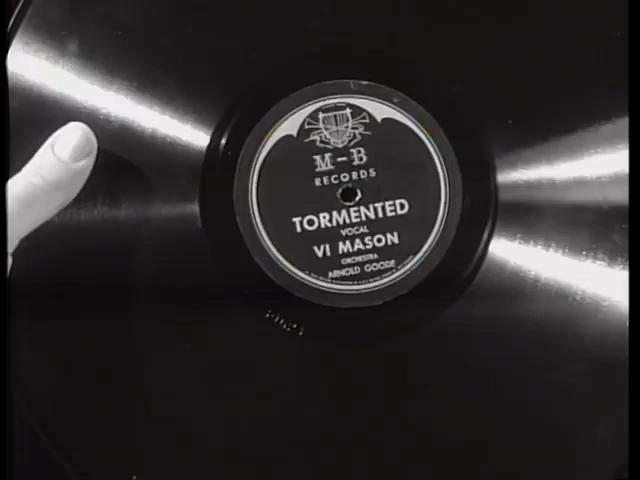 M-B
RECORDS
TORMENTED
VOCAL
VI MASON
ORCHESTRA
ARNOLD GOODE